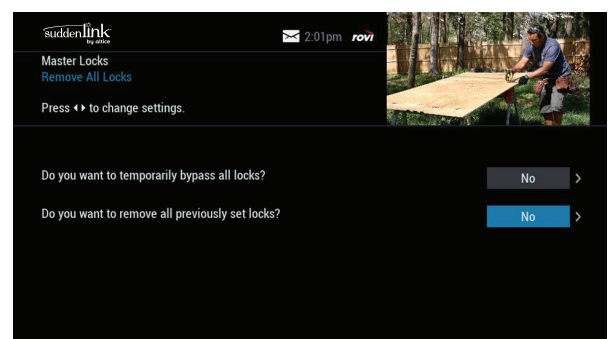 suddenlink
by altice
2:01pm rovi
Master Locks
Remove All Locks
Press ◂ ▸ to change settings.
Do you want to temporarily bypass all locks? No >
Do you want to remove all previously set locks? No >